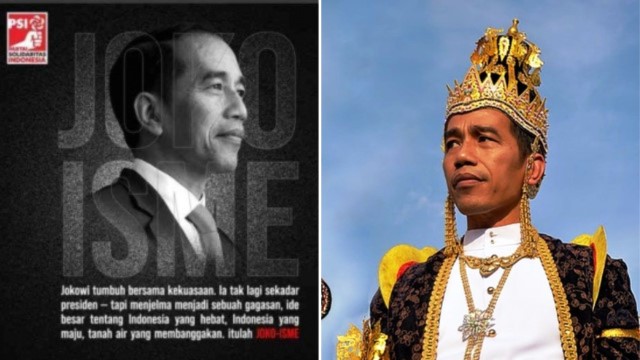 PSI
PARTAI
SOLIDARITAS
INDONESIA
JOKO
ISME
Jokowi tumbuh bersama kekuasaan. Ia tak lagi sekadar
presiden – tapi menjelma menjadi sebuah gagasan, ide
besar tentang Indonesia yang hebat, Indonesia yang
maju, tanah air yang membanggakan. itulah JOKO-ISME